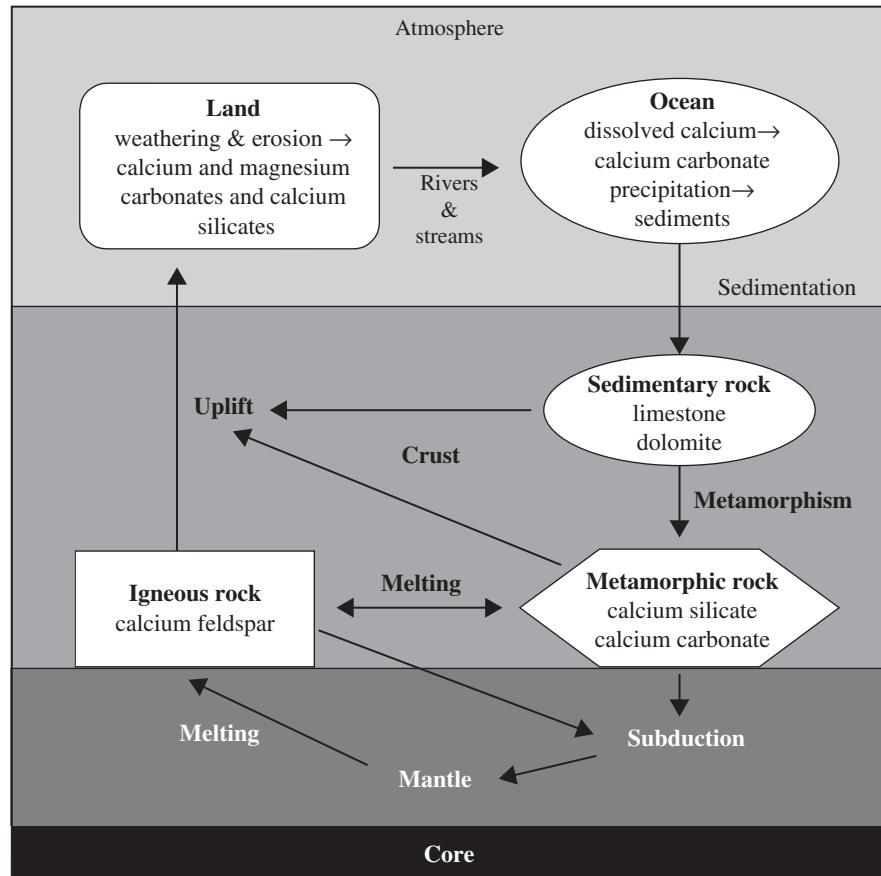 Atmosphere
Land
weathering & erosion →
calcium and magnesium
carbonates and calcium
silicates
Rivers
&
streams
Ocean
dissolved calcium→
calcium carbonate
precipitation→
sediments
Sedimentation
Sedimentary rock
limestone
dolomite
Uplift
Crust
Metamorphism
Igneous rock
calcium feldspar
Melting
Metamorphic rock
calcium silicate
calcium carbonate
Melting
Subduction
Mantle
Core